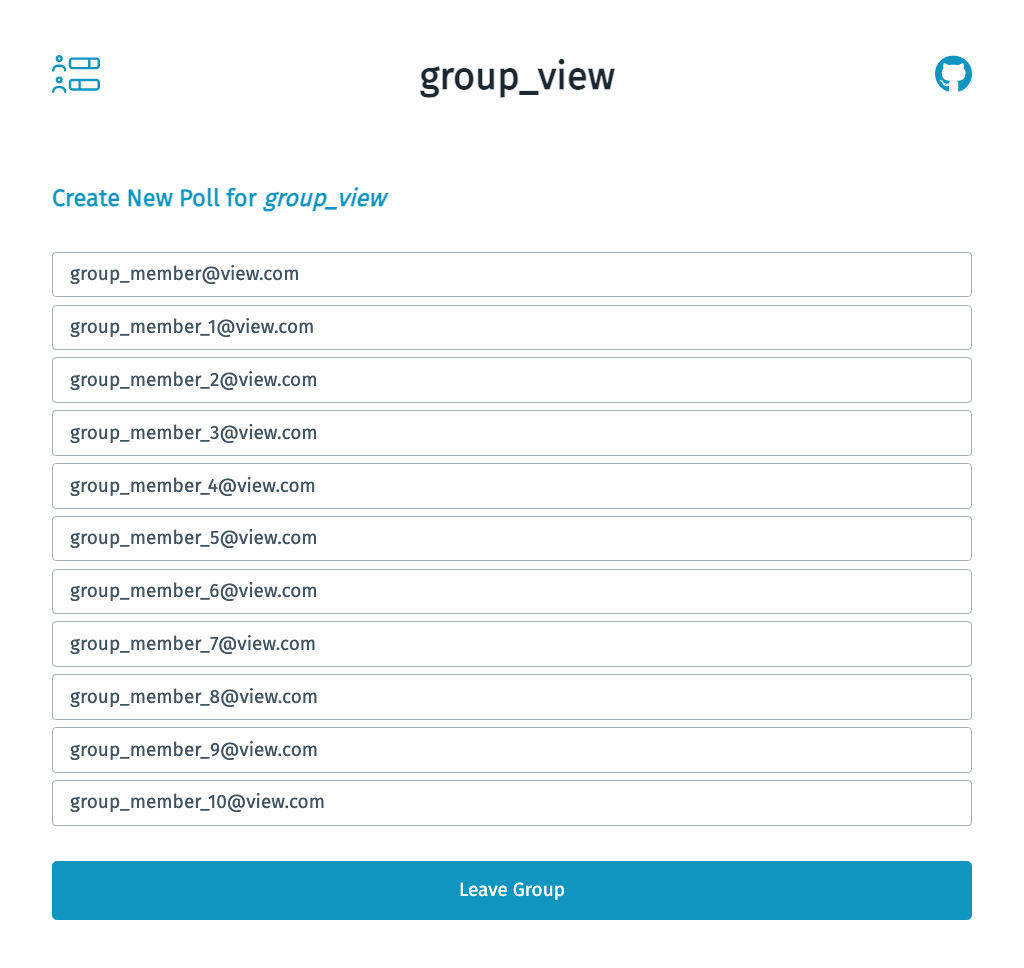 group_view
Create New Poll for group_view
group_member@view.com
group_member_1@view.com
group_member_2@view.com
group_member_3@view.com
group_member_4@view.com
group_member_5@view.com
group_member_6@view.com
group_member_7@view.com
group_member_8@view.com
group_member_9@view.com
group_member_10@view.com
Leave Group